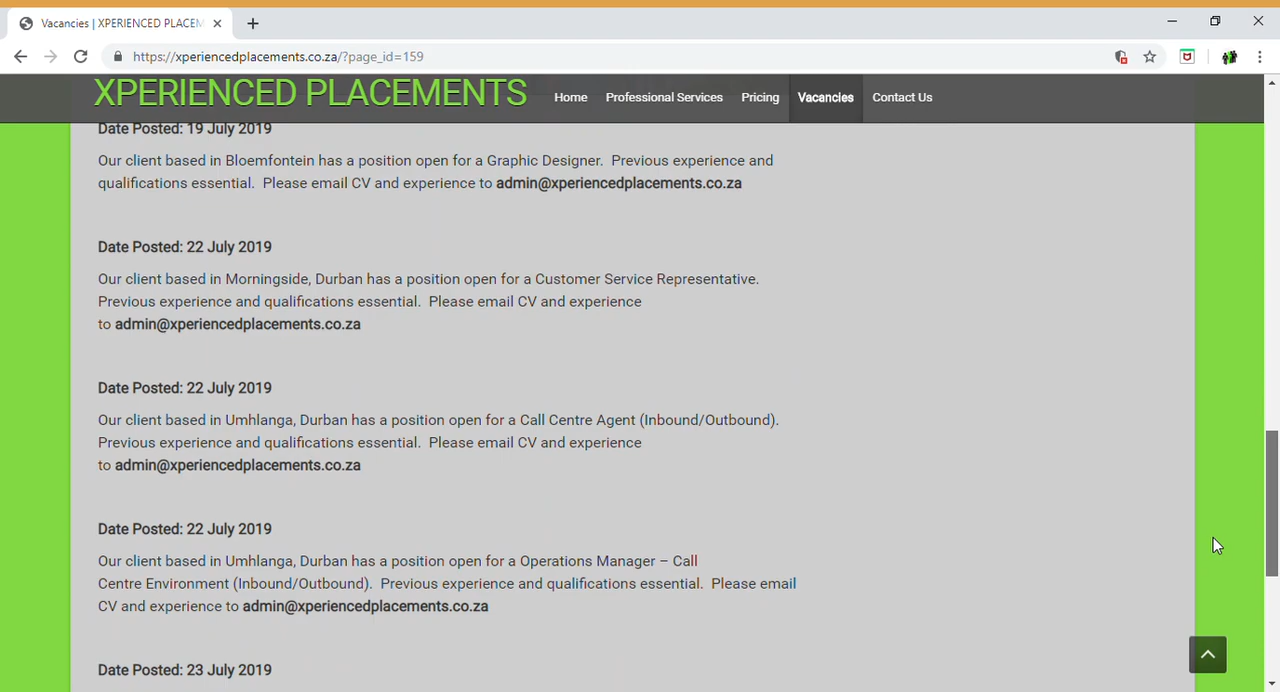 Vacancies | XPERIENCED PLACEM
https://xperiencedplacements.co.za/?page_id=159
XPERIENCED PLACEMENTS
Home Professional Services Pricing Vacancies Contact Us
Date Posted: 19 July 2019
Our client based in Bloemfontein has a position open for a Graphic Designer. Previous experience and
qualifications essential. Please email CV and experience to admin@xperiencedplacements.co.za
Date Posted: 22 July 2019
Our client based in Morningside, Durban has a position open for a Customer Service Representative.
Previous experience and qualifications essential. Please email CV and experience
to admin@xperiencedplacements.co.za
Date Posted: 22 July 2019
Our client based in Umhlanga, Durban has a position open for a Call Centre Agent (Inbound/Outbound).
Previous experience and qualifications essential. Please email CV and experience
to admin@xperiencedplacements.co.za
Date Posted: 22 July 2019
Our client based in Umhlanga, Durban has a position open for a Operations Manager – Call
Centre Environment (Inbound/Outbound). Previous experience and qualifications essential. Please email
CV and experience to admin@xperiencedplacements.co.za
Date Posted: 23 July 2019